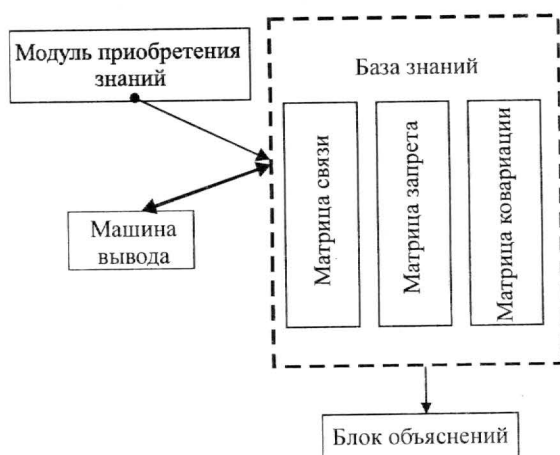 Модуль приобретения
знаний
База знаний
Матрица связи
Матрица запрета
Матрица ковариации
Машина
вывода
Блок объяснений